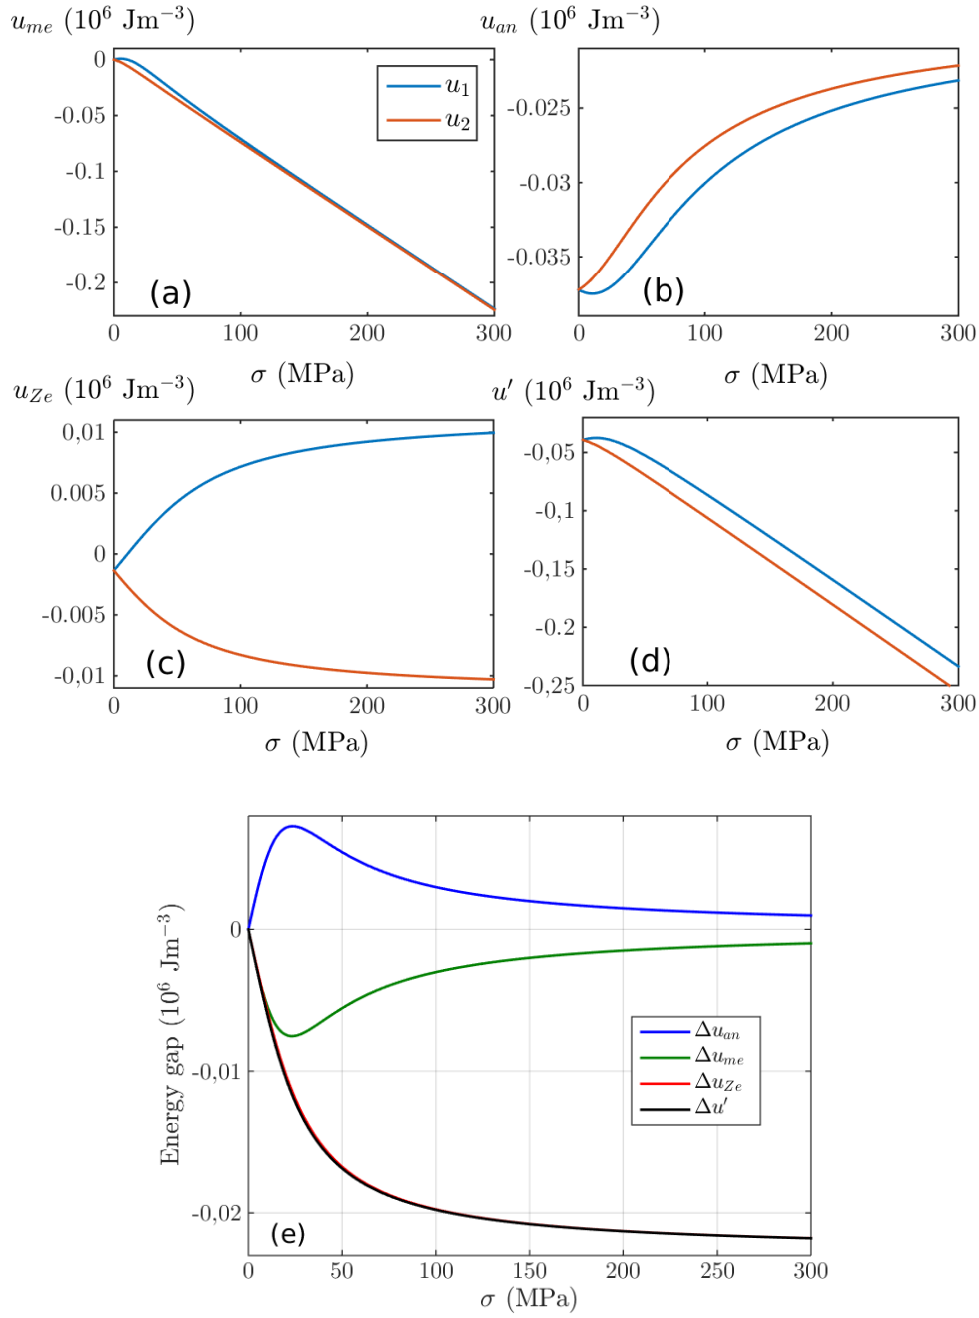 u_me (10^6 Jm^−3)
0
-0.05
-0.1
-0.15
-0.2
u_1
u_2
(a)
0 100 200 300
σ (MPa)
u_an (10^6 Jm^−3)
-0.025
-0.03
-0.035
(b)
0 100 200 300
σ (MPa)
u_Ze (10^6 Jm^−3)
0,01
0.005
0
-0.005
-0,01
(c)
0 100 200 300
σ (MPa)
u′ (10^6 Jm^−3)
-0,05
-0,1
-0,15
-0,2
-0,25
(d)
0 100 200 300
σ (MPa)
Energy gap (10^6 Jm^−3)
0
-0,01
-0,02
Δu_an
Δu_me
Δu_Ze
Δu′
(e)
0 50 100 150 200 250 300
σ (MPa)